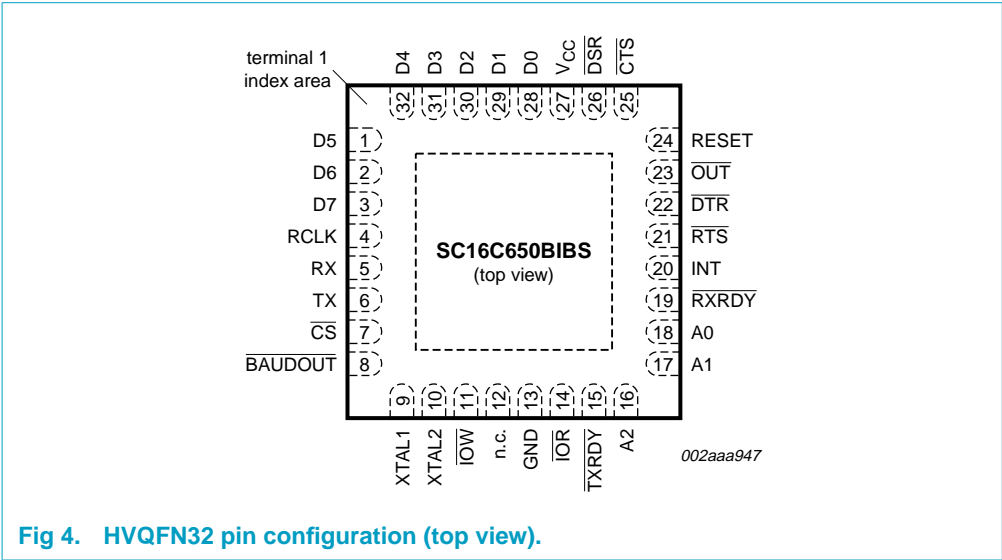 terminal 1
index area
D4
D3
D2
D1
D0
VCC
DSR
CTS
32
31
30
29
28
27
26
25
D5 1
D6 2
D7 3
RCLK 4
RX 5
TX 6
CS 7
BAUDOUT 8
SC16C650BIBS
(top view)
24 RESET
23 OUT
22 DTR
21 RTS
20 INT
19 RXRDY
18 A0
17 A1
9
10
11
12
13
14
15
16
XTAL1
XTAL2
IOW
n.c.
GND
IOR
TXRDY
A2
002aaa947
Fig 4. HVQFN32 pin configuration (top view).